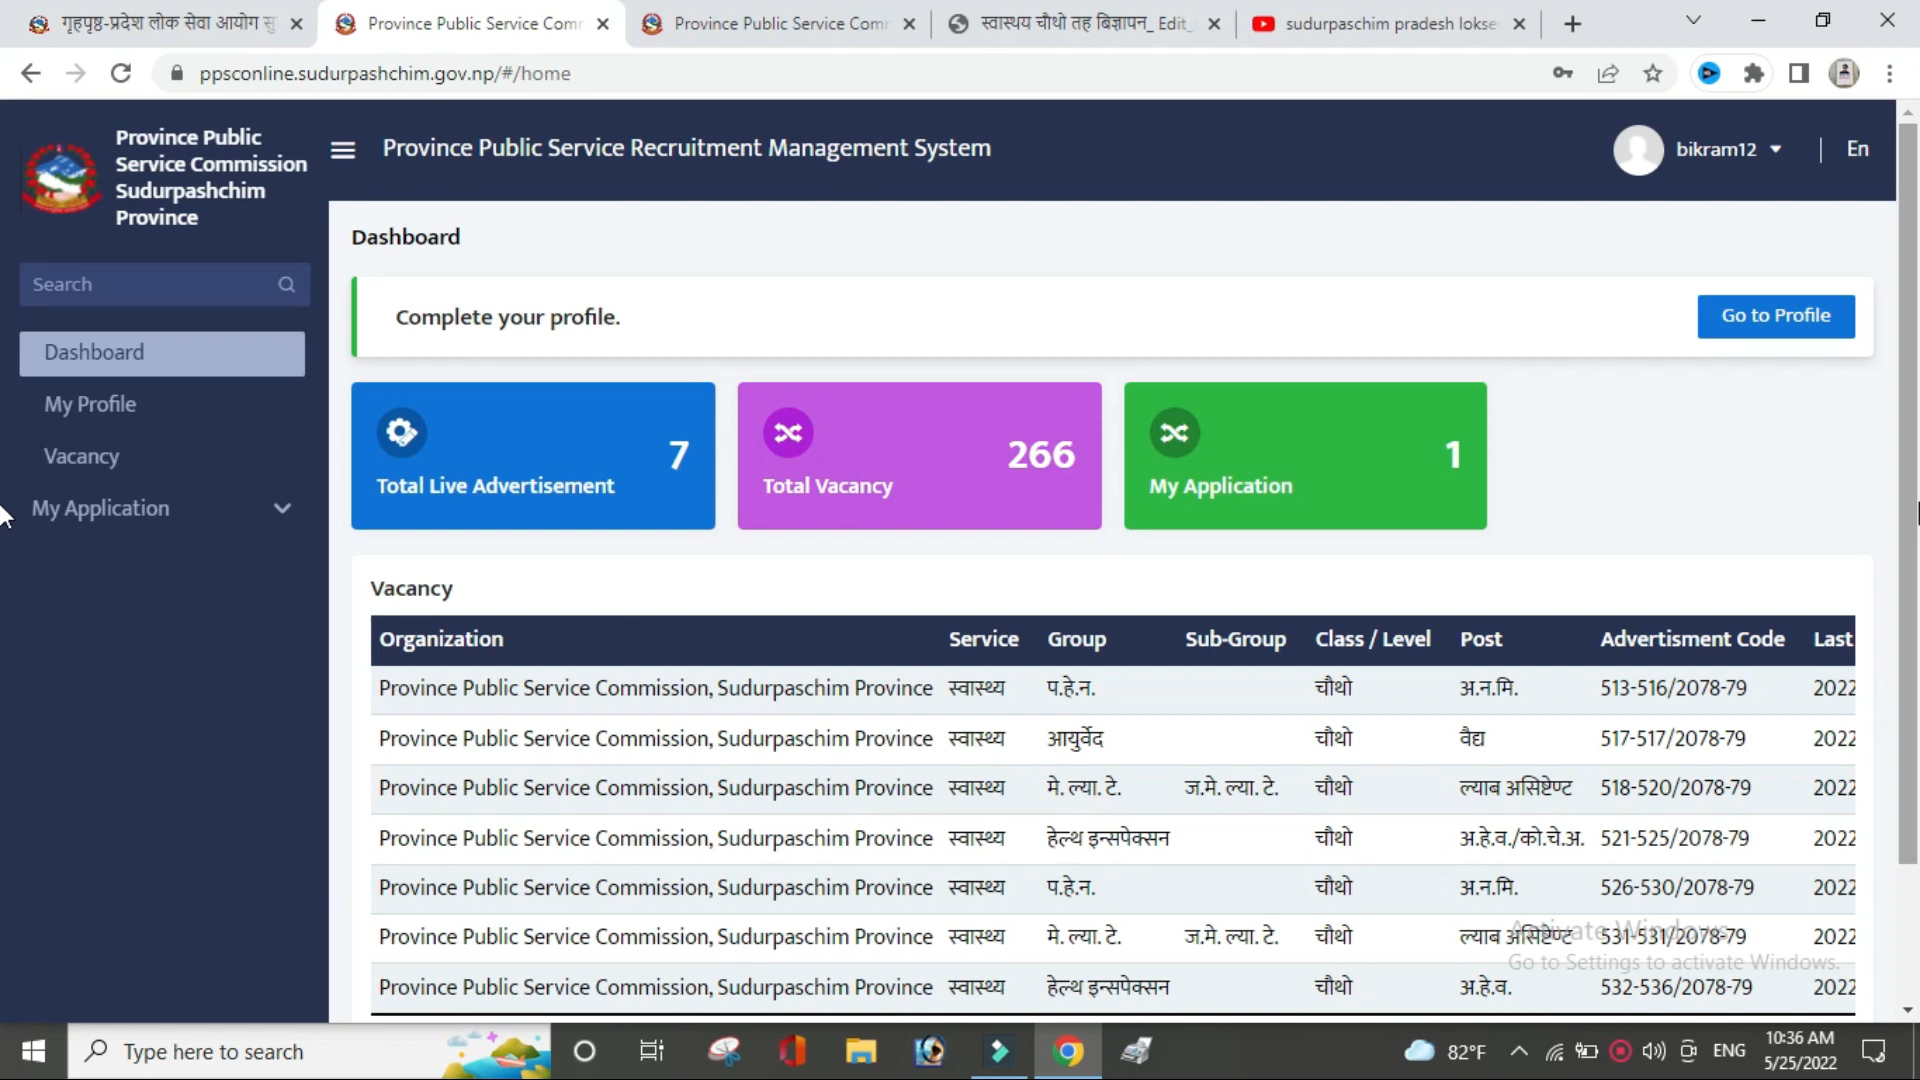 गृहपृष्ठ-प्रदेश लोक सेवा आयोग सु
Province Public Service Comm
Province Public Service Comm
स्वास्थय चौथो तह बिज्ञापन_ Edit_
sudurpaschim pradesh lokse
ppsconline.sudurpashchim.gov.np/#/home
Province Public
Service Commission
Sudurpashchim
Province
Province Public Service Recruitment Management System
bikram12
En
Search
Dashboard
My Profile
Vacancy
My Application
Dashboard
Complete your profile.
Go to Profile
7
Total Live Advertisement
266
Total Vacancy
1
My Application
Vacancy
Organization Service Group Sub-Group Class / Level Post Advertisment Code Last
Province Public Service Commission, Sudurpaschim Province स्वास्थ्य प.हे.न. चौथो अ.न.मि. 513-516/2078-79 2022
Province Public Service Commission, Sudurpaschim Province स्वास्थ्य आयुर्वेद चौथो वैद्य 517-517/2078-79 2022
Province Public Service Commission, Sudurpaschim Province स्वास्थ्य मे. ल्या. टे. ज.मे. ल्या. टे. चौथो ल्याब असिष्टेण्ट 518-520/2078-79 2022
Province Public Service Commission, Sudurpaschim Province स्वास्थ्य हेल्थ इन्सपेक्सन चौथो अ.हे.व./को.चे.अ. 521-525/2078-79 2022
Province Public Service Commission, Sudurpaschim Province स्वास्थ्य प.हे.न. चौथो अ.न.मि. 526-530/2078-79 2022
Province Public Service Commission, Sudurpaschim Province स्वास्थ्य मे. ल्या. टे. ज.मे. ल्या. टे. चौथो ल्याब असिष्टेण्ट 531-531/2078-79 2022
Province Public Service Commission, Sudurpaschim Province स्वास्थ्य हेल्थ इन्सपेक्सन चौथो अ.हे.व. 532-536/2078-79 2022
Activate Windows
Go to Settings to activate Windows.
Type here to search
82°F
ENG
10:36 AM
5/25/2022